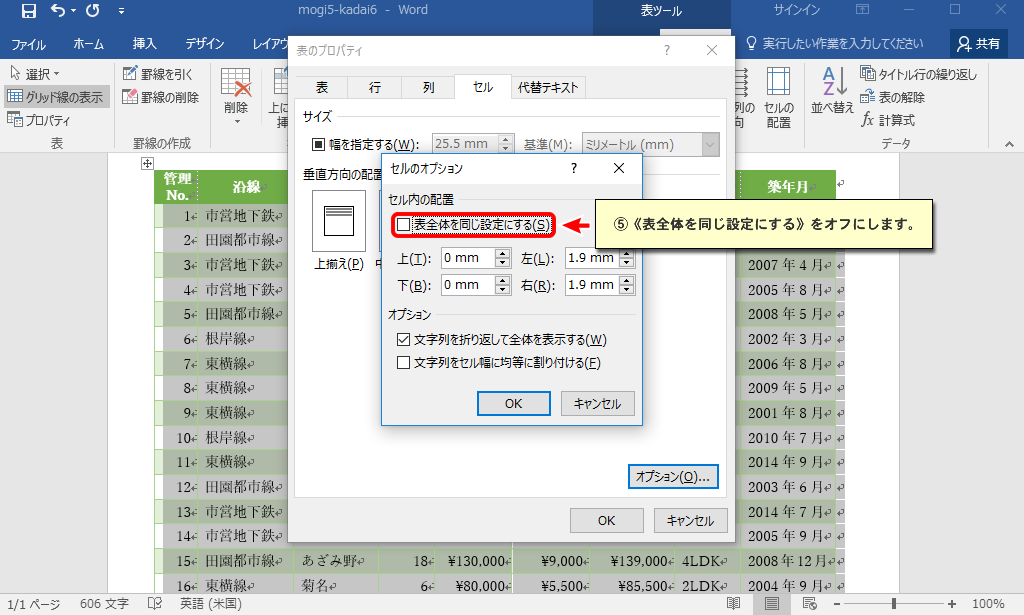 mogi5-kadai6 - Word
表ツール
サインイン
ファイル ホーム 挿入 デザイン レイアウ
実行したい作業を入力してください
共有
選択
グリッド線の表示
プロパティ
表
罫線を引く
罫線の削除
罫線の作成
削除
上に
挿
列の
向
セルの
配置
並べ替え
タイトル行の繰り返し
表の解除
計算式
データ
表のプロパティ
表 行 列 セル 代替テキスト
サイズ
幅を指定する(W): 25.5 mm 基準(M): ミリメートル (mm)
垂直方向の配置
上揃え(P)
中
オプション(O)...
OK キャンセル
セルのオプション
セル内の配置
表全体を同じ設定にする(S)
上(T): 0 mm 左(L): 1.9 mm
下(B): 0 mm 右(R): 1.9 mm
オプション
文字列を折り返して全体を表示する(W)
文字列をセル幅に均等に割り付ける(F)
OK キャンセル
⑤《表全体を同じ設定にする》をオフにします。
管理
No. 沿線 築年月
1 市営地下鉄
2 田園都市線
3 市営地下鉄 2007 年 4 月
4 市営地下鉄 2005 年 8 月
5 田園都市線 2008 年 5 月
6 根岸線 2002 年 3 月
7 東横線 2006 年 8 月
8 東横線 2009 年 5 月
9 東横線 2001 年 8 月
10 根岸線 2010 年 7 月
11 東横線 2014 年 9 月
12 田園都市線 2003 年 6 月
13 市営地下鉄 2014 年 7 月
14 市営地下鉄 2005 年 9 月
15 田園都市線 あざみ野 18 ¥130,000 ¥9,000 ¥139,000 4LDK 2008 年 12 月
16 東横線 菊名 6 ¥80,000 ¥5,500 ¥85,500 2LDK 2004 年 9 月
1/1 ページ 606 文字 英語 (米国) 100%